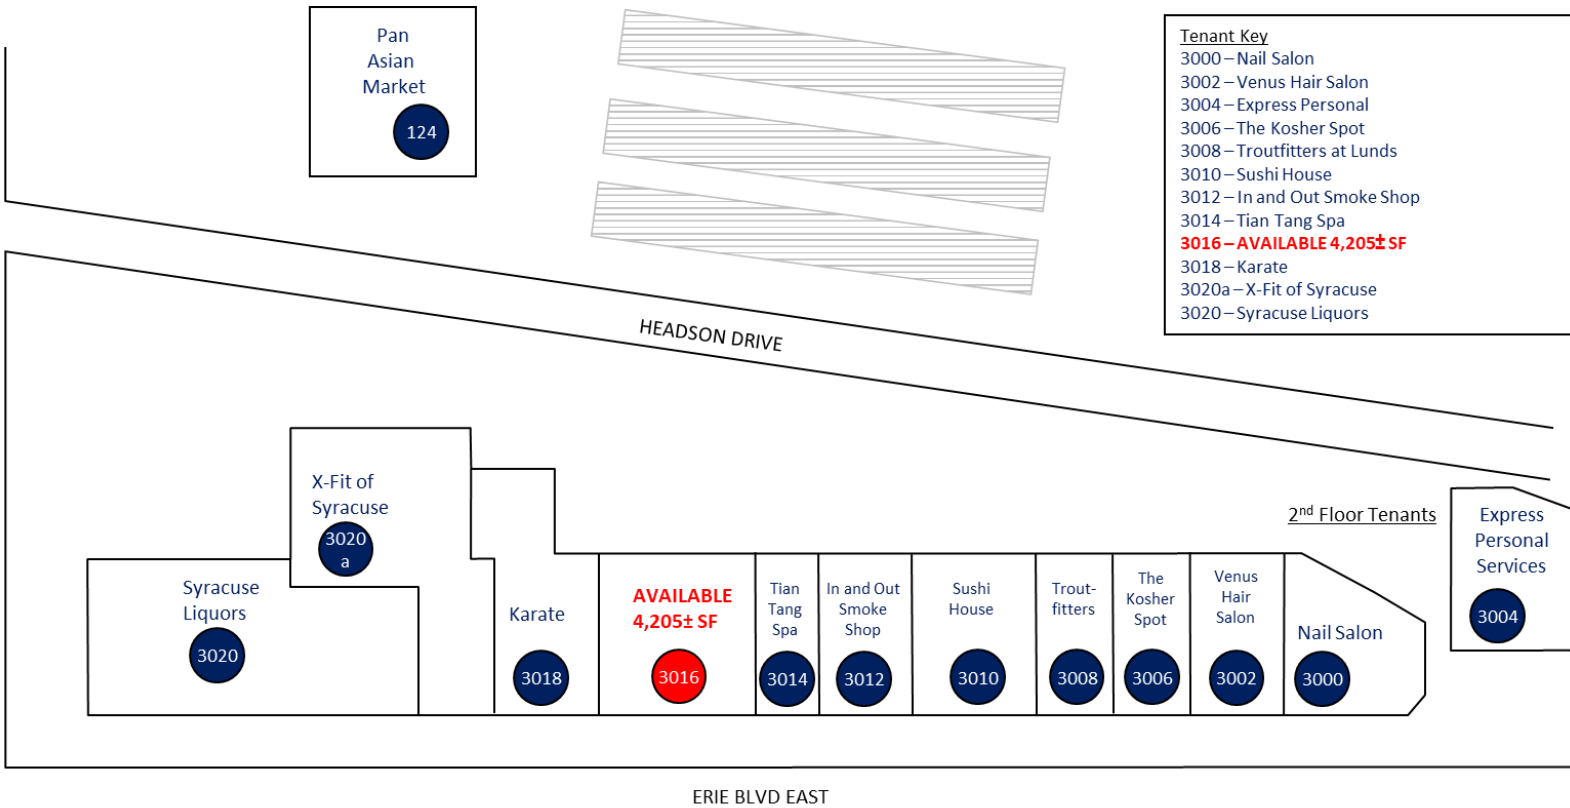 Pan
Asian
Market
124
Tenant Key
3000 – Nail Salon
3002 – Venus Hair Salon
3004 – Express Personal
3006 – The Kosher Spot
3008 – Troutfitters at Lunds
3010 – Sushi House
3012 – In and Out Smoke Shop
3014 – Tian Tang Spa
3016 – AVAILABLE 4,205± SF
3018 – Karate
3020a – X-Fit of Syracuse
3020 – Syracuse Liquors
HEADSON DRIVE
X-Fit of
Syracuse
3020
a
Syracuse
Liquors
3020
Karate
3018
AVAILABLE
4,205± SF
3016
Tian
Tang
Spa
3014
In and Out
Smoke
Shop
3012
Sushi
House
3010
Trout-
fitters
3008
The
Kosher
Spot
3006
Venus
Hair
Salon
3002
Nail Salon
3000
2nd Floor Tenants
Express
Personal
Services
3004
ERIE BLVD EAST